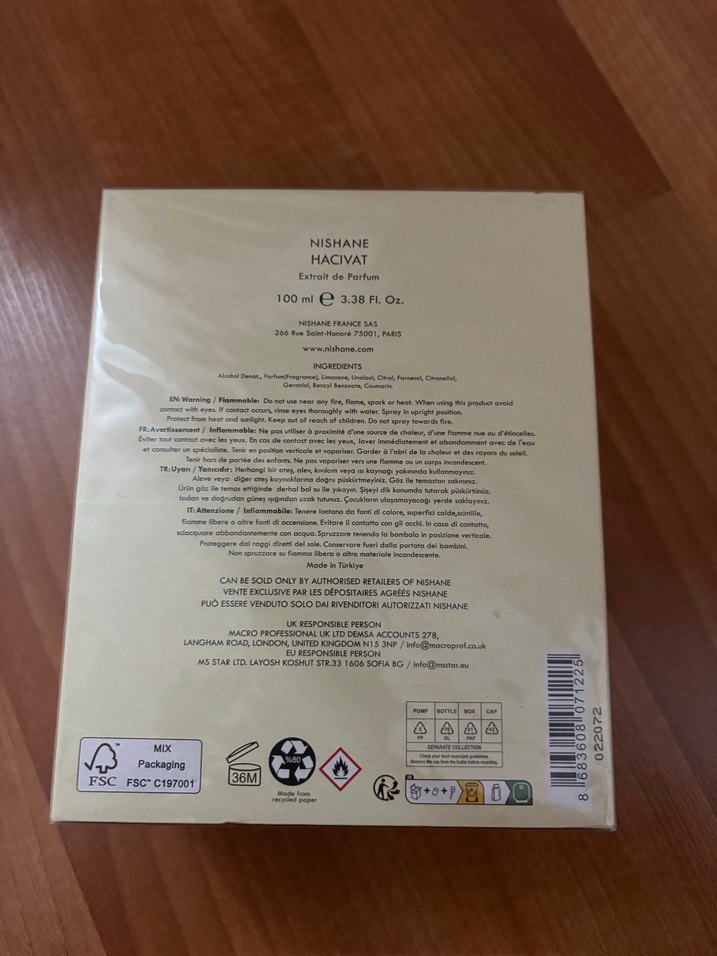 NISHANE
HACIVAT
Extrait de Parfum
100 ml ℮ 3.38 Fl. Oz.
NISHANE FRANCE SAS
266 Rue Saint-Honoré 75001, PARIS
www.nishane.com
INGREDIENTS
Alcohol Denat., Parfum(Fragrance), Limonene, Linalool, Citral, Farnesol, Citronellol,
Geraniol, Benzyl Benzoate, Coumarin.
EN: Warning / Flammable: Do not use near any fire, flame, spark or heat. When using this product avoid
contact with eyes. If contact occurs, rinse eyes thoroughly with water. Spray in upright position.
Protect from heat and sunlight. Keep out of reach of children. Do not spray towards fire.
FR: Avertissement / Inflammable: Ne pas utiliser à proximité d'une source de chaleur, d'une flamme nue ou d'étincelles.
Éviter tout contact avec les yeux. En cas de contact avec les yeux, laver immédiatement et abondamment avec de l'eau
et consulter un spécialiste. Tenir en position verticale et vaporiser. Garder à l'abri de la chaleur et des rayons du soleil.
Tenir hors de portée des enfants. Ne pas vaporiser vers une flamme ou un corps incandescent.
TR: Uyarı / Yanıcıdır: Herhangi bir ateş, alev, kıvılcım veya ısı kaynağı yakınında kullanmayınız.
Aleve veya diğer ateş kaynaklarına doğru püskürtmeyiniz. Göz ile temastan sakınınız.
Ürün göz ile temas ettiğinde derhal bol su ile yıkayın. Şişeyi dik konumda tutarak püskürtünüz.
Isıdan ve doğrudan güneş ışığından uzak tutunuz. Çocukların ulaşamayacağı yerde saklayınız.
IT: Attenzione / Infiammabile: Tenere lontano da fonti di calore, superfici calde,scintille,
fiamme libere o altre fonti di accensione. Evitare il contatto con gli occhi. In caso di contatto,
sciacquare abbondantemente con acqua. Spruzzare tenendo la bombola in posizione verticale.
Proteggere dai raggi diretti del sole. Conservare fuori dalla portata dei bambini.
Non spruzzare su fiamma libera o altro materiale incandescente.
Made in Türkiye
CAN BE SOLD ONLY BY AUTHORISED RETAILERS OF NISHANE
VENTE EXCLUSIVE PAR LES DÉPOSITAIRES AGRÉÉS NISHANE
PUÒ ESSERE VENDUTO SOLO DAI RIVENDITORI AUTORIZZATI NISHANE
UK RESPONSIBLE PERSON
MACRO PROFESSIONAL UK LTD DEMSA ACCOUNTS 278,
LANGHAM ROAD, LONDON, UNITED KINGDOM N15 3NP / info@macroprof.co.uk
EU RESPONSIBLE PERSON
MS STAR LTD. LAYOSH KOSHUT STR.33 1606 SOFIA BG / info@msstar.eu
PUMP BOTTLE BOX CAP
PP GL PAP
SEPARATE COLLECTION
Check your local municipal guidelines.
Remove the cap from the bottle before recycling.
FSC
MIX
Packaging
FSC™ C197001
36M
%80
Made from
recycled paper
FR
8 683608 071225
022072